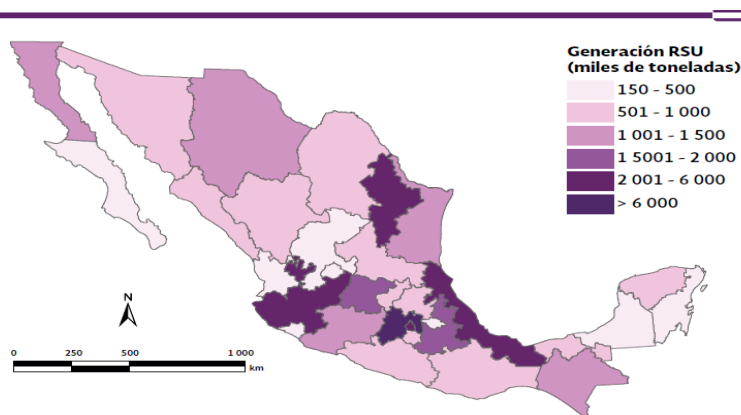 Generación RSU
(miles de toneladas)
150 - 500
501 - 1 000
1 001 - 1 500
1 5001 - 2 000
2 001 - 6 000
> 6 000
N
0 250 500 1 000
km